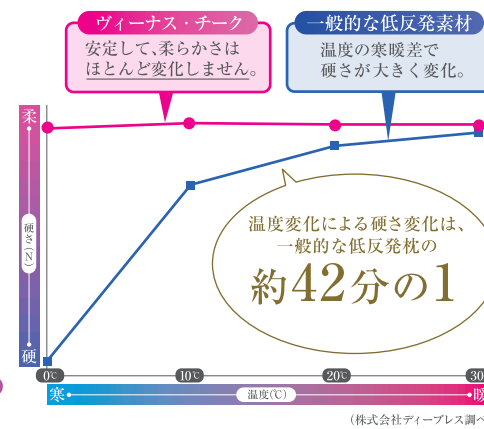 ヴィーナス・チーク
安定して、柔らかさは
ほとんど変化しません。
一般的な低反発素材
温度の寒暖差で
硬さが大きく変化。
柔
硬さ(N)
硬
温度変化による硬さ変化は、
一般的な低反発枕の
約42分の1
0℃ 10℃ 20℃ 30
寒 温度(℃) 暖
(株式会社ディーブレス調べ